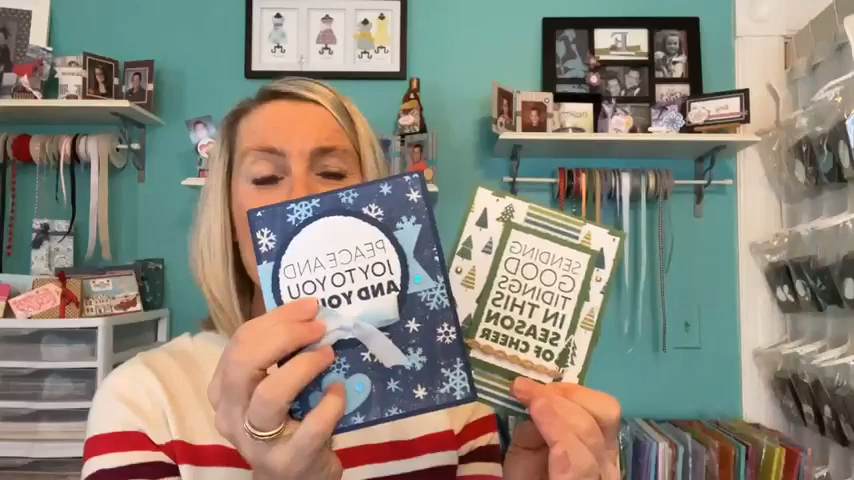 PEACE AND
JOY TO YOU
AND YOU
SENDING
GOOD
TIDINGS
IN THIS
SEASON
OF CHEER